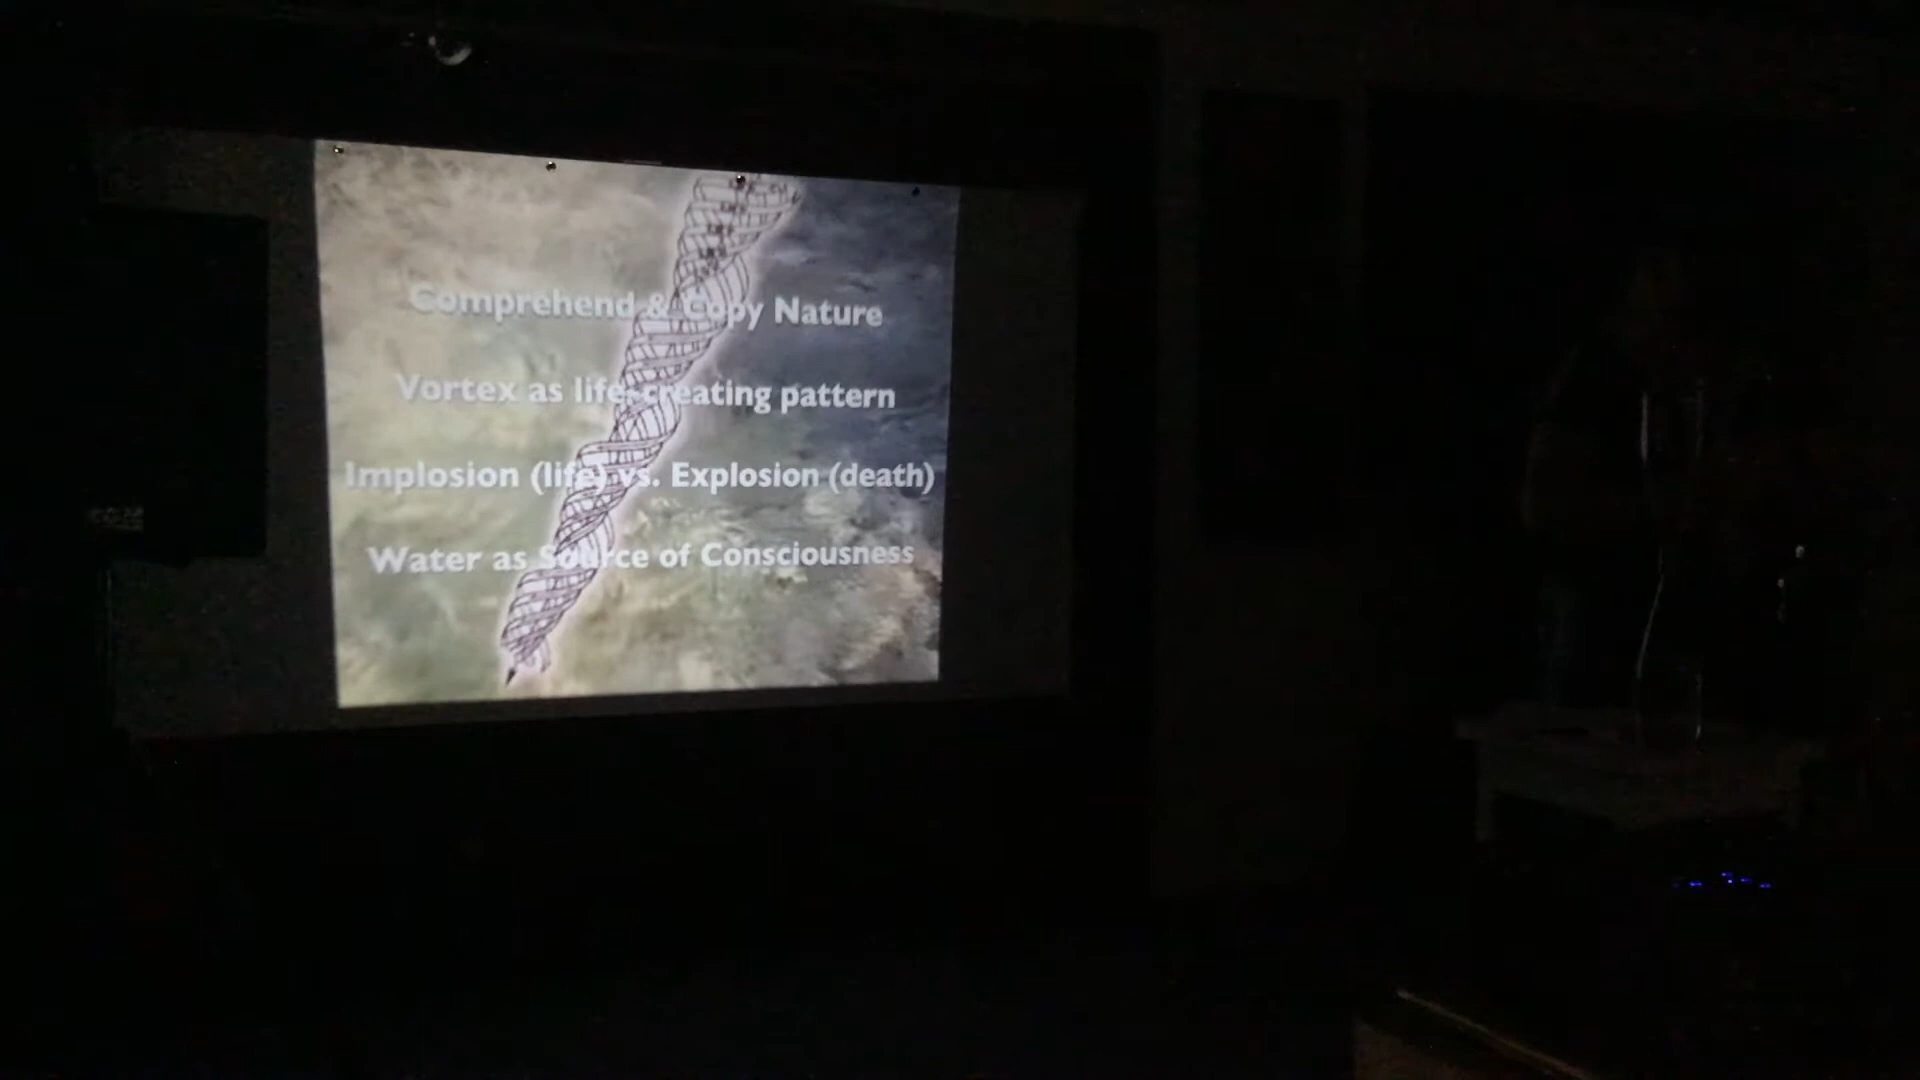 Comprehend & Copy Nature
Vortex as life-creating pattern
Implosion (life) vs. Explosion (death)
Water as Source of Consciousness